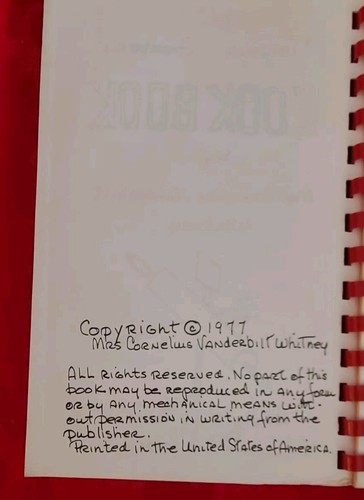 COOK BOOK
Copyright © 1977
Mrs Cornelius Vanderbilt Whitney
All Rights Reserved. No part of this
book may be reproduced in any form
or by any mechanical means with-
out permission in writing from the
publisher.
Printed in the United States of America.